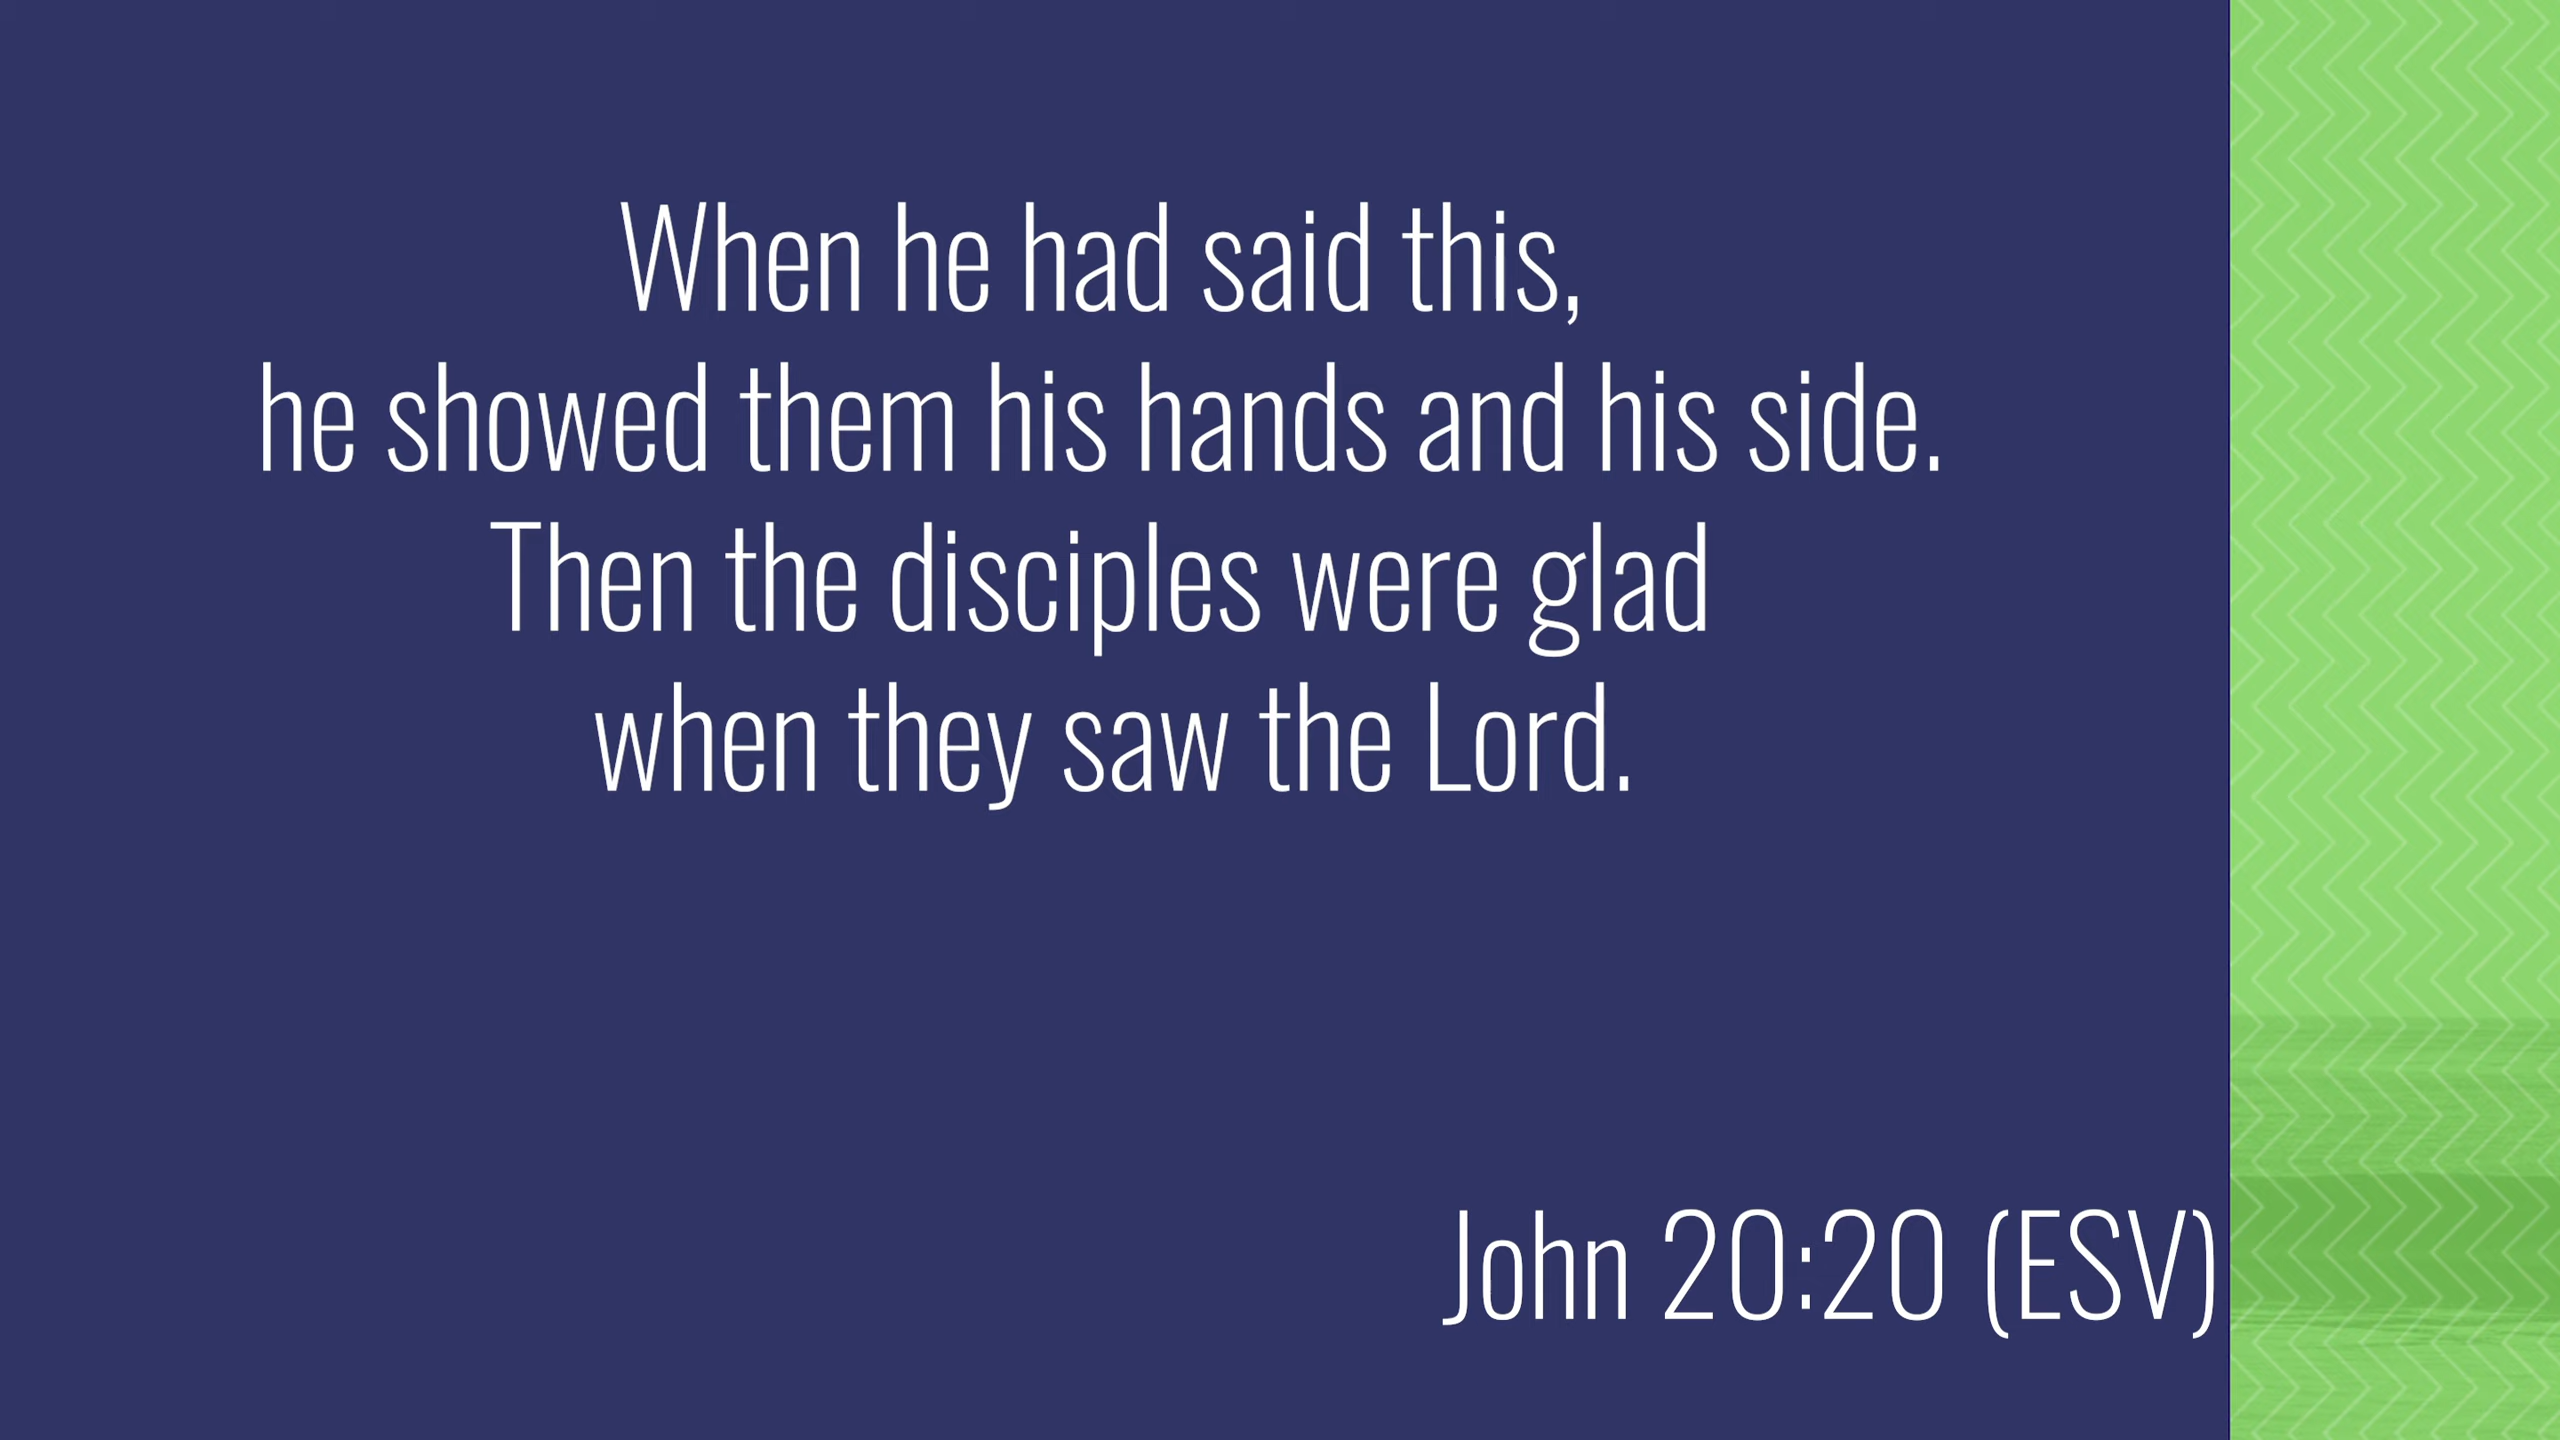 When he had said this,
he showed them his hands and his side.
Then the disciples were glad
when they saw the Lord.
John 20:20 (ESV)